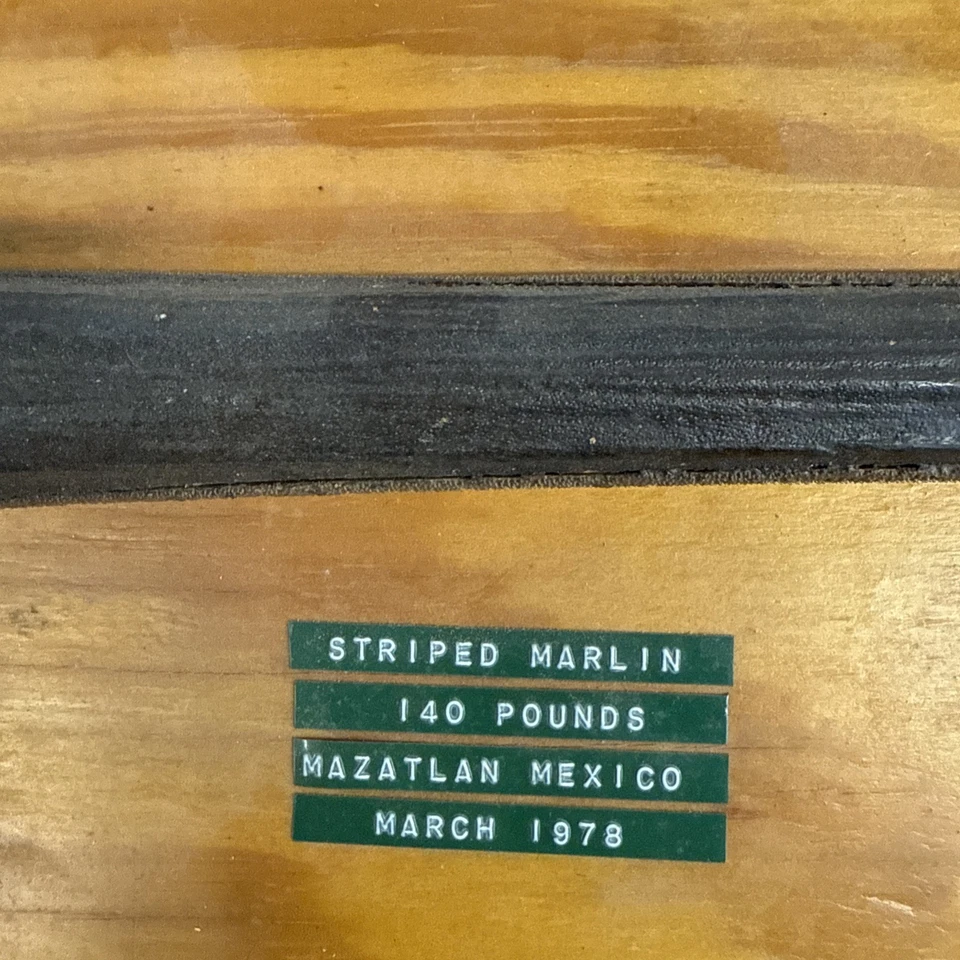 STRIPED MARLIN
140 POUNDS
MAZATLAN MEXICO
MARCH 1978